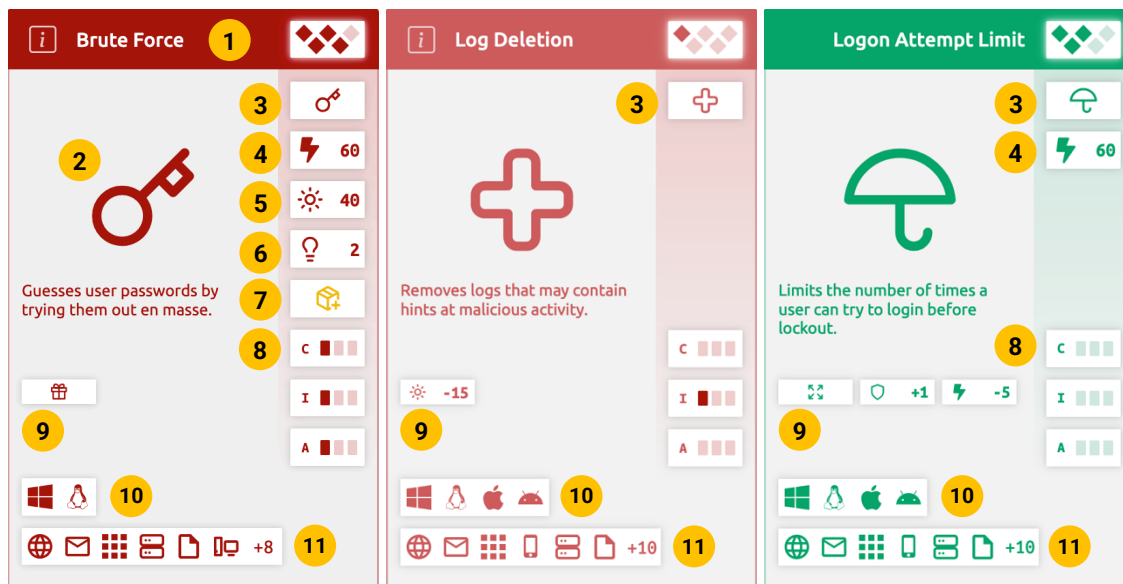 i Brute Force 1
3
4 60
2
5 40
6 2
Guesses user passwords by
trying them out en masse.
7
8 C
I
9
A
10
+8 11
i Log Deletion
3
Removes logs that may contain
hints at malicious activity.
C
-15 I
9
A
10
+10 11
Logon Attempt Limit
3
4 60
Limits the number of times a
user can try to login before
lockout.
8 C
+1 -5 I
9
A
10
+10 11